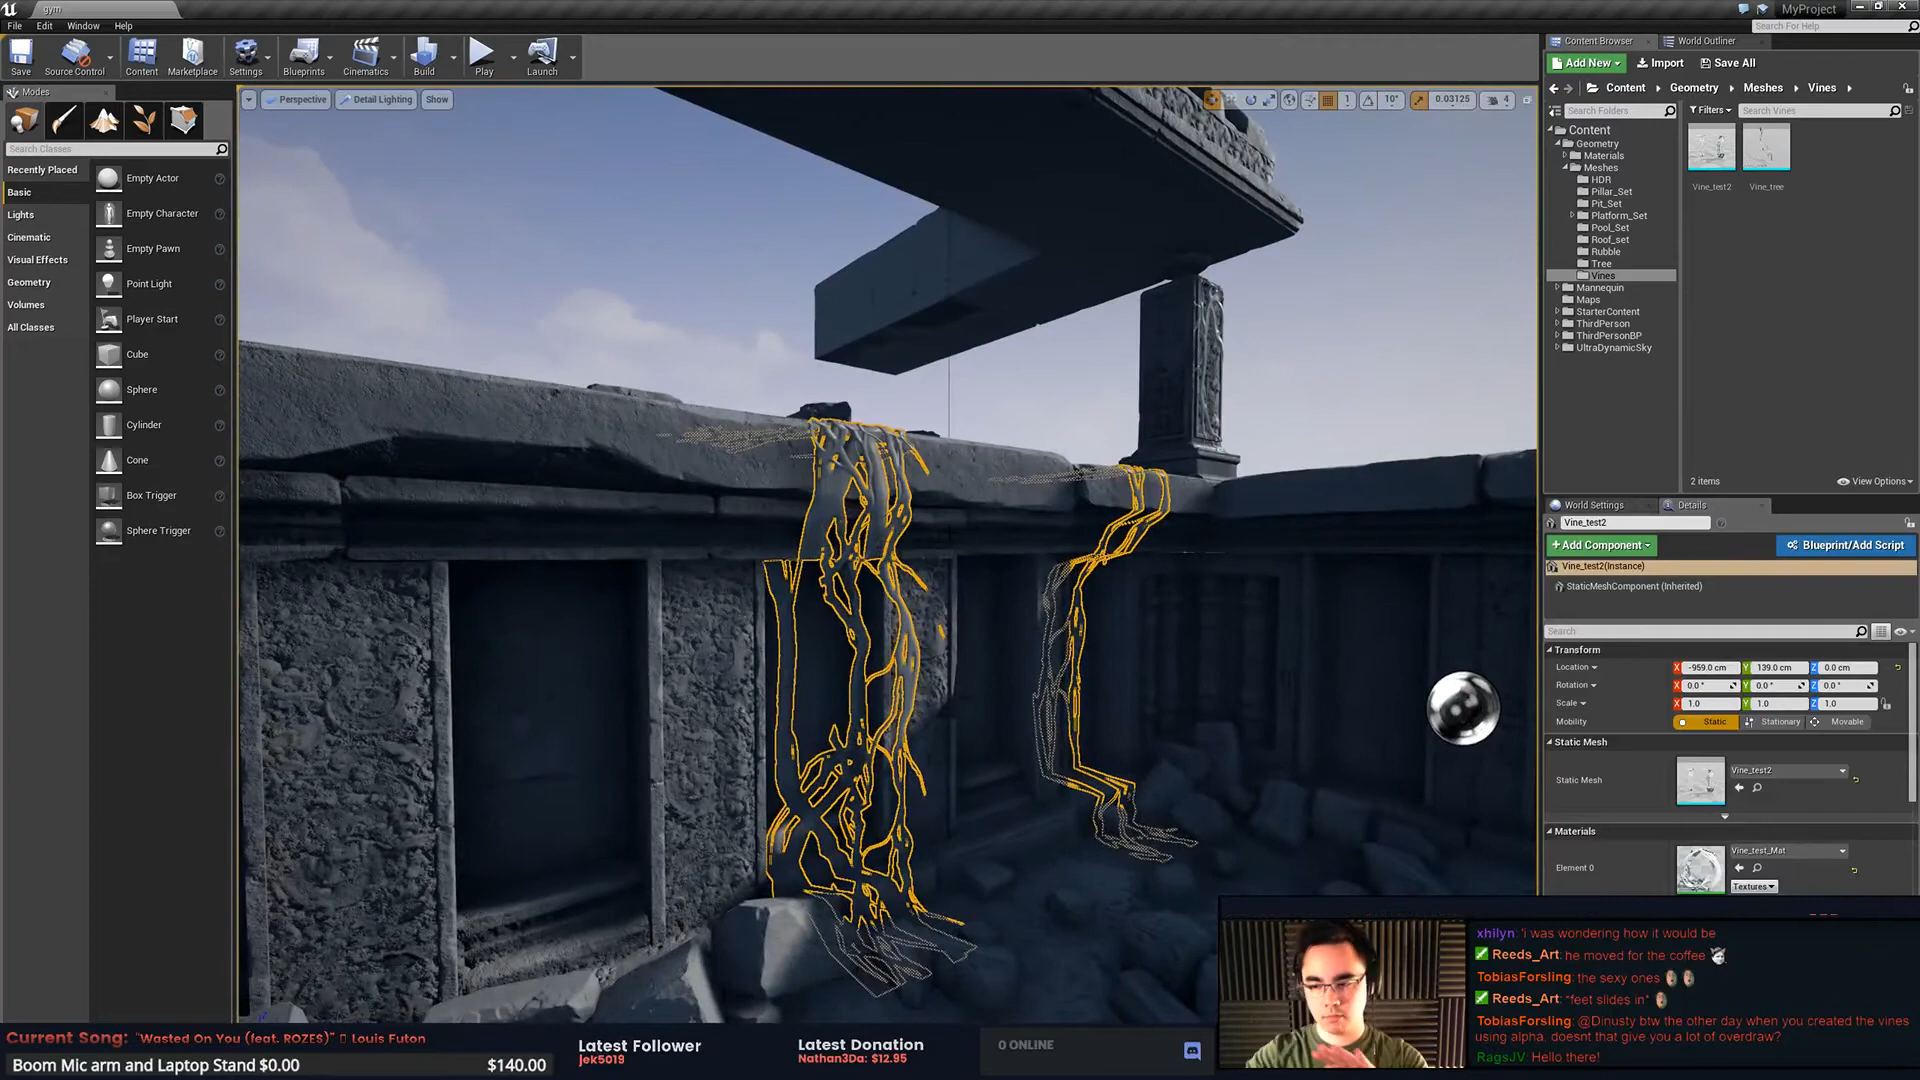 gym
MyProject
File Edit Window Help
Search For Help
Save Source Control Content Marketplace Settings Blueprints Cinematics Build Play Launch
Content Browser World Outliner
Add New Import Save All
Content Geometry Meshes Vines
Modes
Search Classes
Recently Placed
Basic
Lights
Cinematic
Visual Effects
Geometry
Volumes
All Classes
Empty Actor
Empty Character
Empty Pawn
Point Light
Player Start
Cube
Sphere
Cylinder
Cone
Box Trigger
Sphere Trigger
Perspective Detail Lighting Show
1 10° 0.03125 4
Search Folders
Filters Search Vines
Content
Geometry
Materials
Meshes
HDR
Pillar_Set
Pit_Set
Platform_Set
Pool_Set
Roof_set
Rubble
Tree
Vines
Mannequin
Maps
StarterContent
ThirdPerson
ThirdPersonBP
UltraDynamicSky
Vine_test2 Vine_tree
2 items View Options
World Settings Details
Vine_test2
Add Component Blueprint/Add Script
Vine_test2(Instance)
StaticMeshComponent (Inherited)
Search
Transform
Location X -959.0 cm Y 139.0 cm Z 0.0 cm
Rotation X 0.0 ° Y 0.0 ° Z 0.0 °
Scale X 1.0 Y 1.0 Z 1.0
Mobility Static Stationary Movable
Static Mesh
Static Mesh Vine_test2
Materials
Element 0 Vine_test_Mat
Textures
xhilyn: 'i was wondering how it would be
Reeds_Art: he moved for the coffee
TobiasForsling: the sexy ones
Reeds_Art: *feet slides in*
TobiasForsling: @Dinusty btw the other day when you created the vines
using alpha. doesnt that give you a lot of overdraw?
RagsJV: Hello there!
Current Song: "Wasted On You (feat. ROZES)" Louis Futon
Boom Mic arm and Laptop Stand $0.00 $140.00
Latest Follower
jek5019
Latest Donation
Nathan3Da: $12.95
0 ONLINE